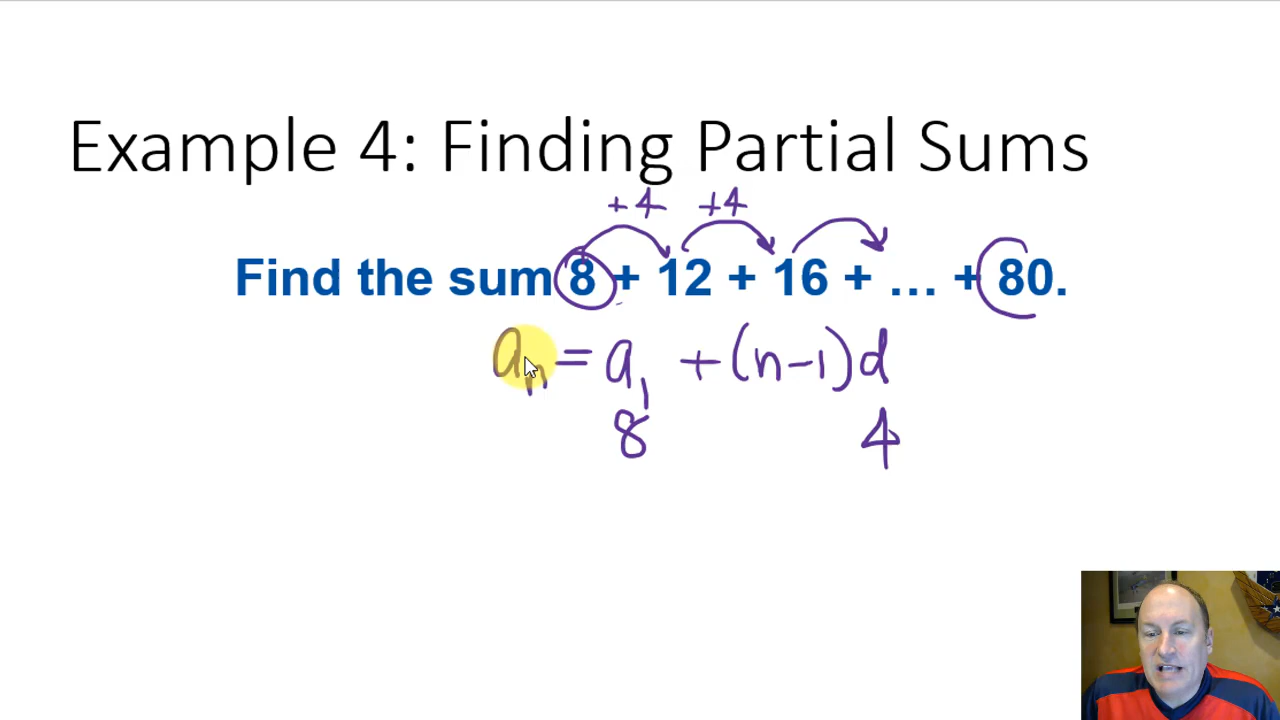 Example 4: Finding Partial Sums
+4 +4
Find the sum 8 + 12 + 16 + … + 80.
aₙ = a₁ + (n-1)d
8 4